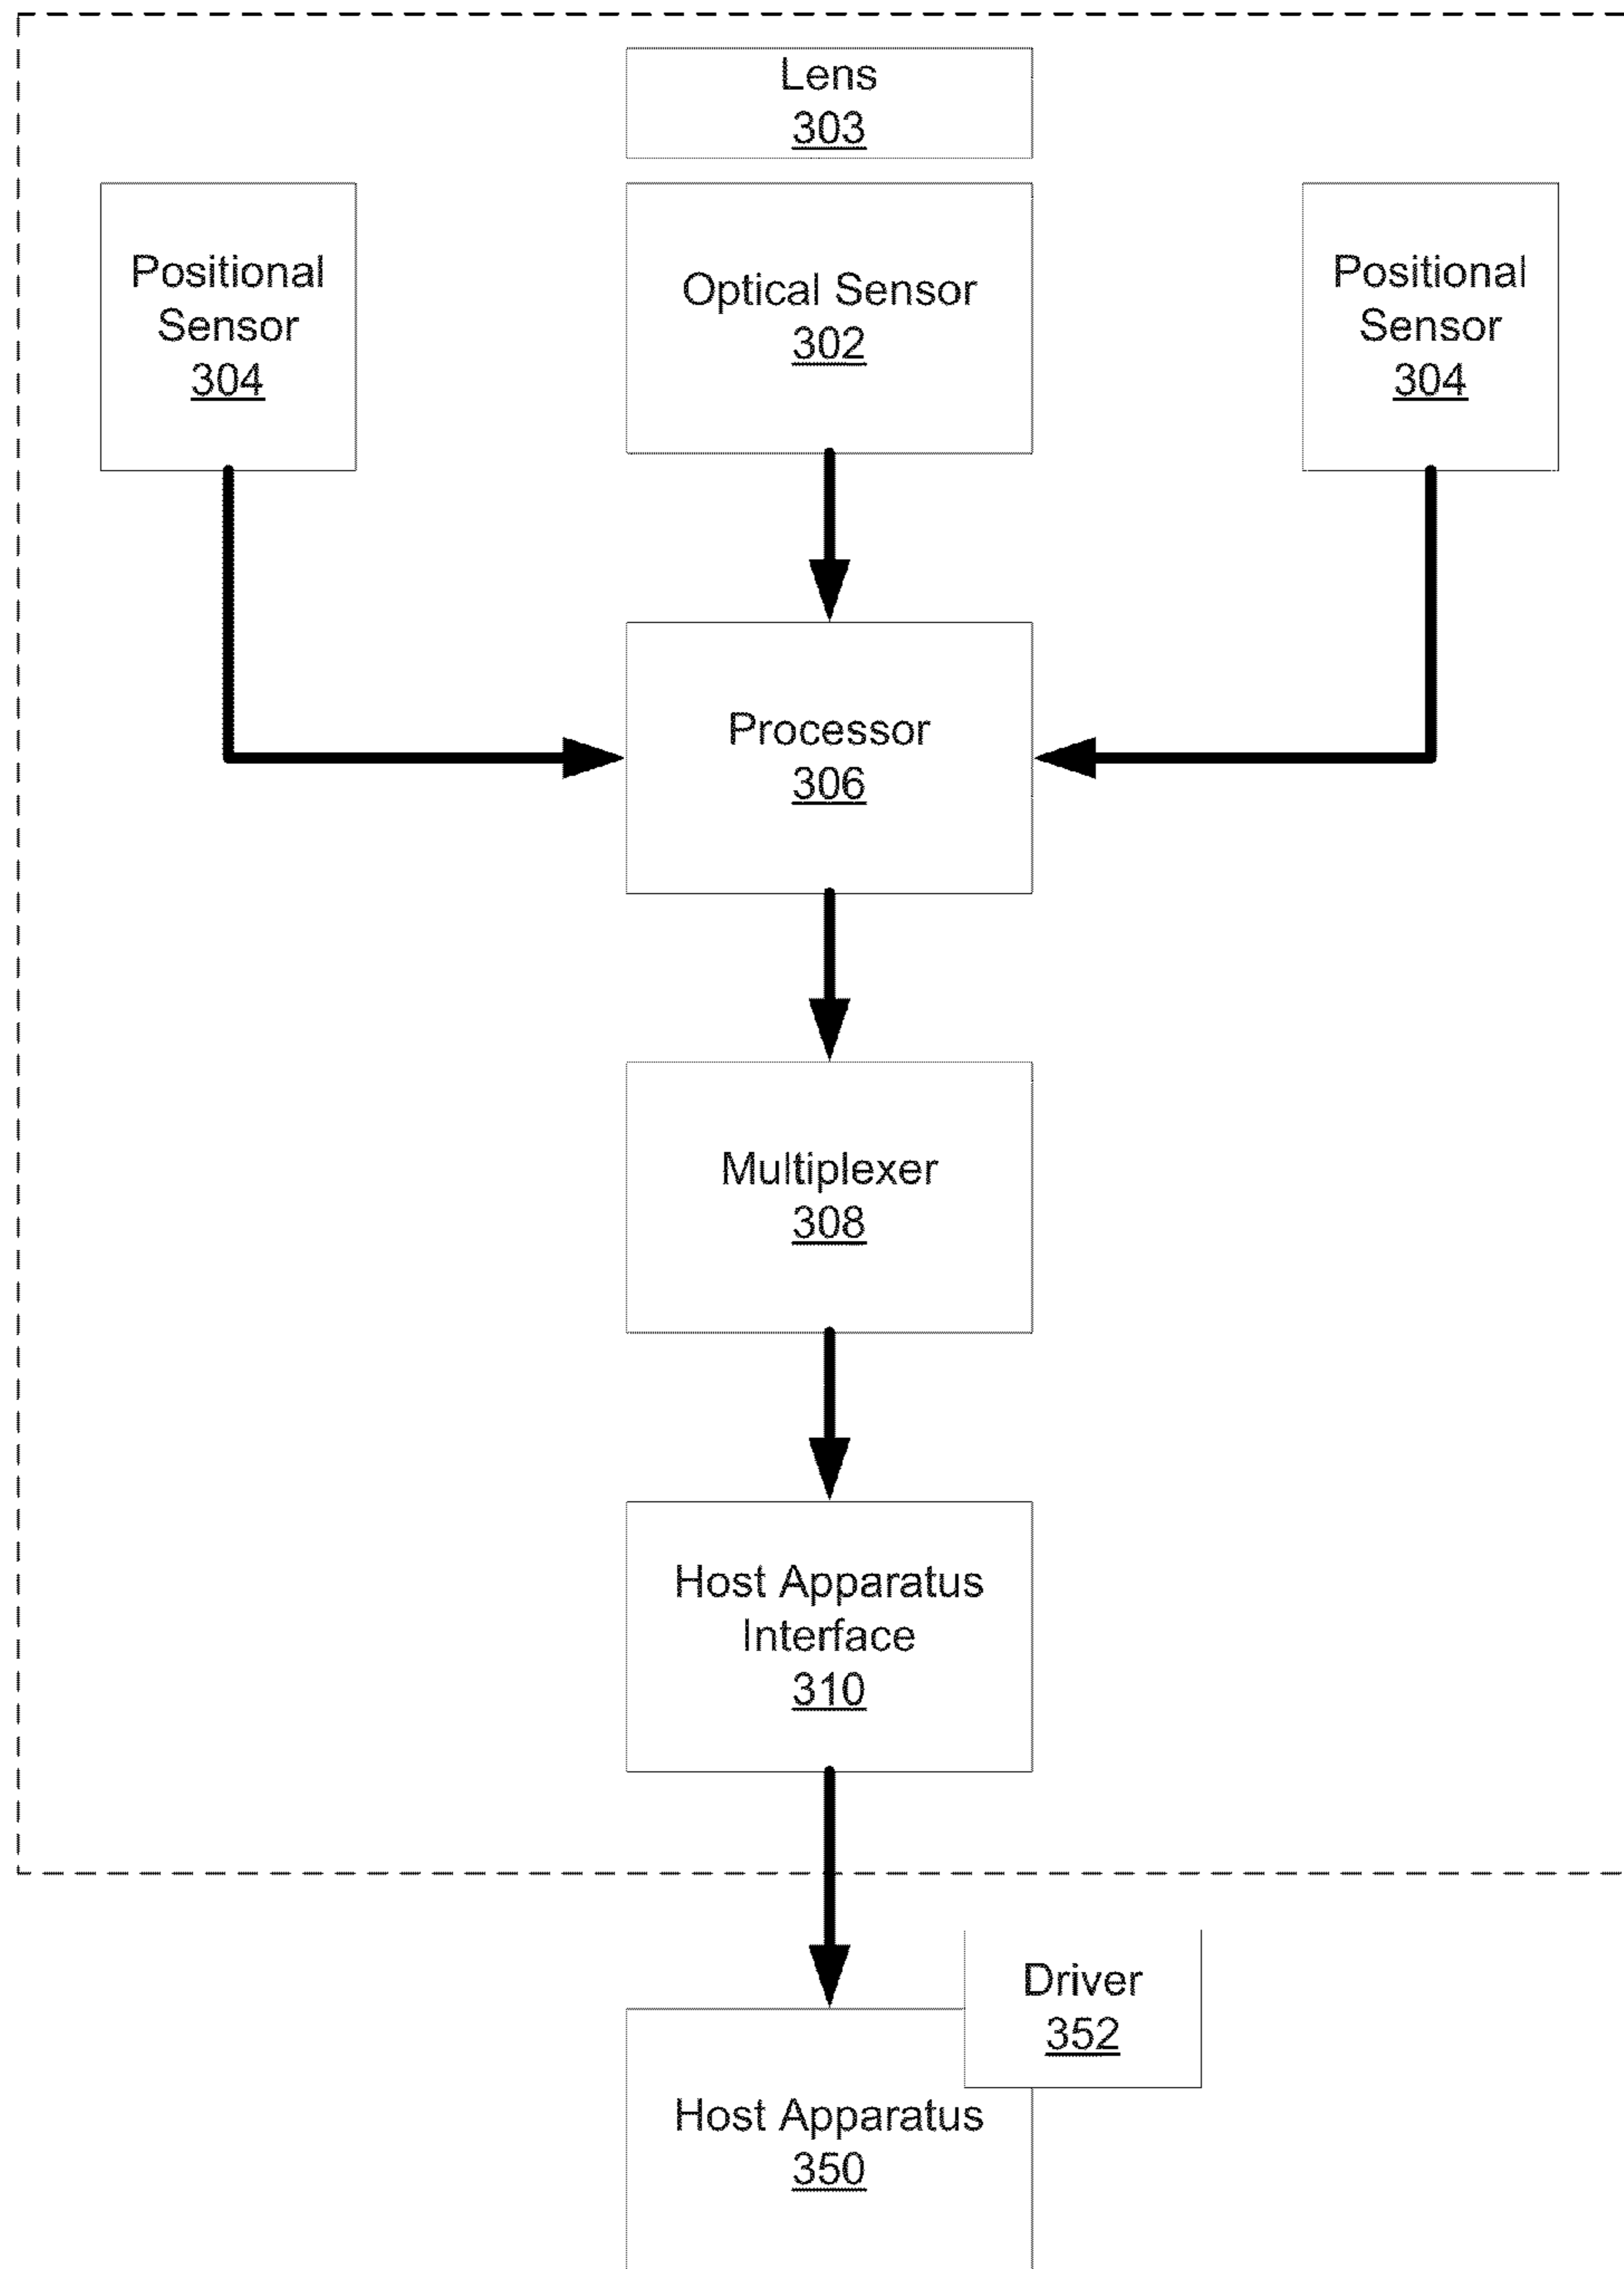 Lens
303
Positional
Sensor
304
Optical Sensor
302
Positional
Sensor
304
Processor
306
Multiplexer
308
Host Apparatus
Interface
310
Driver
352
Host Apparatus
350